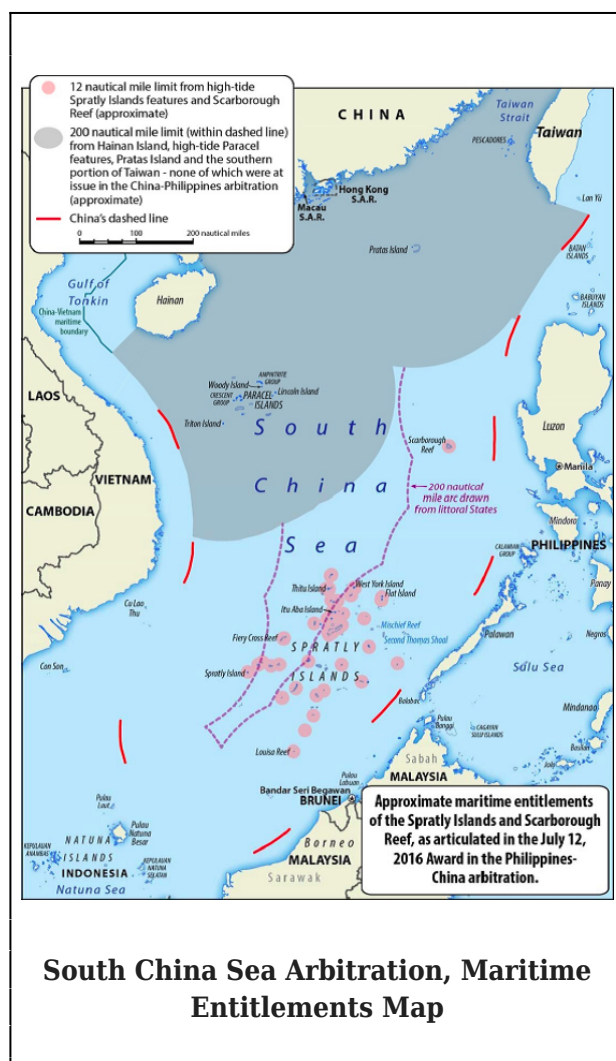 12 nautical mile limit from high-tide
Spratly Islands features and Scarborough
Reef (approximate)
200 nautical mile limit (within dashed line)
from Hainan Island, high-tide Paracel
features, Pratas Island and the southern
portion of Taiwan - none of which were at
issue in the China-Philippines arbitration
(approximate)
China's dashed line
0 100 200 nautical miles
CHINA
Taiwan
Strait
Taiwan
PESCADORES
Hong Kong
S.A.R.
Macau
S.A.R.
Lan Yü
Pratas Island
BATAN
ISLANDS
Gulf of
Tonkin
Hainan
BABUYAN
ISLANDS
China-Vietnam
maritime
boundary
AMPHITRITE
GROUP
Woody Island
Lincoln Island
CRESCENT
GROUP
PARACEL
ISLANDS
LAOS
Triton Island
South
Luzon
Scarborough
Reef
Manila
VIETNAM
China
200 nautical
mile arc drawn
from littoral States
CAMBODIA
Mindoro
Sea
CALAMIAN
GROUP
PHILIPPINES
Panay
Thitu Island
West York Island
Flat Island
Itu Aba Island
Cu Lao
Thu
Mischief Reef
Fiery Cross Reef
Second Thomas Shoal
SPRATLY
Palawan
Negros
Con Son
Spratly Island
ISLANDS
Sulu Sea
Balabac
Mindanao
Pulau
Banggi
CAGAYAN
SULU ISLANDS
Louisa Reef
Basilan
Jolo
Sabah
Pulau
Labuan
MALAYSIA
Bandar Seri Begawan
BRUNEI
Pulau
Laut
Pulau
Natuna
Besar
Approximate maritime entitlements
of the Spratly Islands and Scarborough
Reef, as articulated in the July 12,
2016 Award in the Philippines-
China arbitration.
NATUNA
ISLANDS
Borneo
KEPULAUAN
ANAMBAS
KEPULAUAN
NATUNA
SELATAN
MALAYSIA
INDONESIA
Sarawak
Natuna Sea
South China Sea Arbitration, Maritime
Entitlements Map